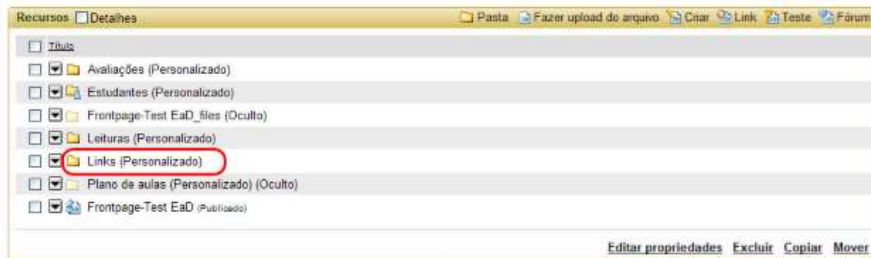 Recursos Detalhes Pasta Fazer upload do arquivo Criar Link Teste Fórum
Título
Avaliações (Personalizado)
Estudantes (Personalizado)
Frontpage-Test EaD_files (Oculto)
Leituras (Personalizado)
Links (Personalizado)
Plano de aulas (Personalizado) (Oculto)
Frontpage-Test EaD (Publicado)
Editar propriedades Excluir Copiar Mover